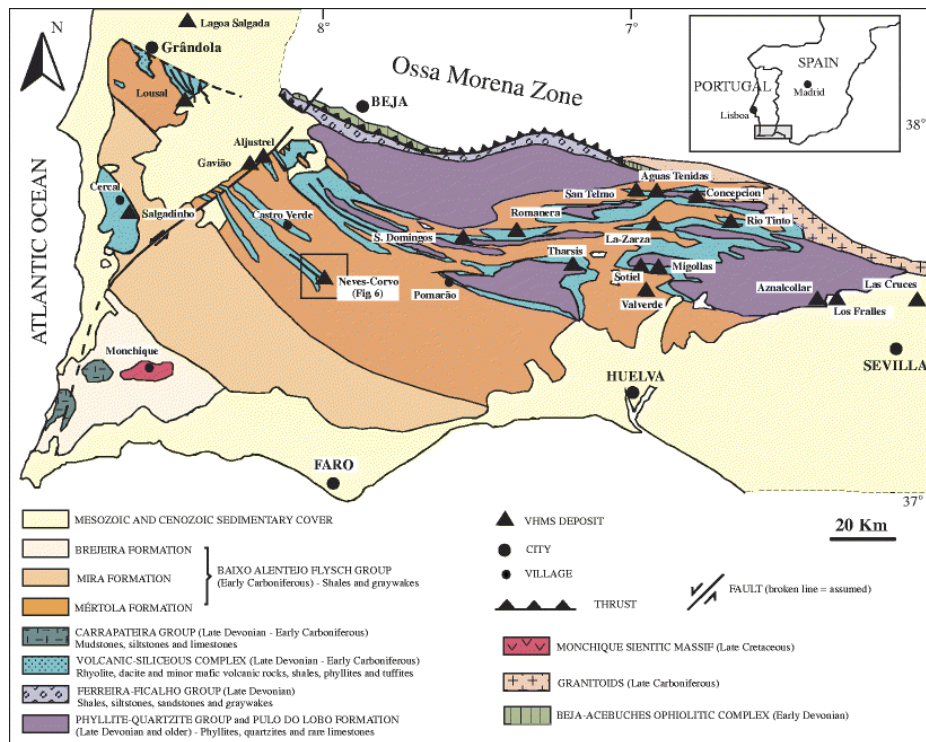 N
Lagoa Salgada
8°
7°
Grândola
Ossa Morena Zone
SPAIN
PORTUGAL
Madrid
Lisboa
Lousal
BEJA
38°
Aljustrel
Gavião
Aguas Tenidas
San Telmo
Concepcion
Cercal
Salgadinho
Castro Verde
Romanera
Rio Tinto
S. Domingos
La-Zarza
Tharsis
ATLANTIC OCEAN
Neves-Corvo
(Fig. 6)
Pomarão
Sotiel
Migollas
Valverde
Aznalcollar
Las Cruces
Los Fralles
Monchique
SEVILLA
HUELVA
FARO
37°
20 Km
MESOZOIC AND CENOZOIC SEDIMENTARY COVER
BREJEIRA FORMATION
MIRA FORMATION
MÉRTOLA FORMATION
BAIXO ALENTEJO FLYSCH GROUP
(Early Carboniferous) - Shales and graywakes
CARRAPATEIRA GROUP (Late Devonian - Early Carboniferous)
Mudstones, siltstones and limestones
VOLCANIC-SILICEOUS COMPLEX (Late Devonian - Early Carboniferous)
Rhyolite, dacite and minor mafic volcanic rocks, shales, phyllites and tuffites
FERREIRA-FICALHO GROUP (Late Devonian)
Shales, siltstones, sandstones and graywakes
PHYLLITE-QUARTZITE GROUP and PULO DO LOBO FORMATION
(Late Devonian and older) - Phyllites, quartzites and rare limestones
VHMS DEPOSIT
CITY
VILLAGE
THRUST
FAULT (broken line = assumed)
MONCHIQUE SIENITIC MASSIF (Late Cretaceous)
GRANITOIDS (Late Carboniferous)
BEJA-ACEBUCHES OPHIOLITIC COMPLEX (Early Devonian)